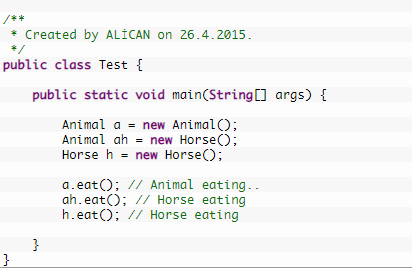 /**
 * Created by ALİCAN on 26.4.2015.
 */
public class Test {
    public static void main(String[] args) {
        Animal a = new Animal();
        Animal ah = new Horse();
        Horse h = new Horse();
        a.eat(); // Animal eating..
        ah.eat(); // Horse eating
        h.eat(); // Horse eating
    }
}